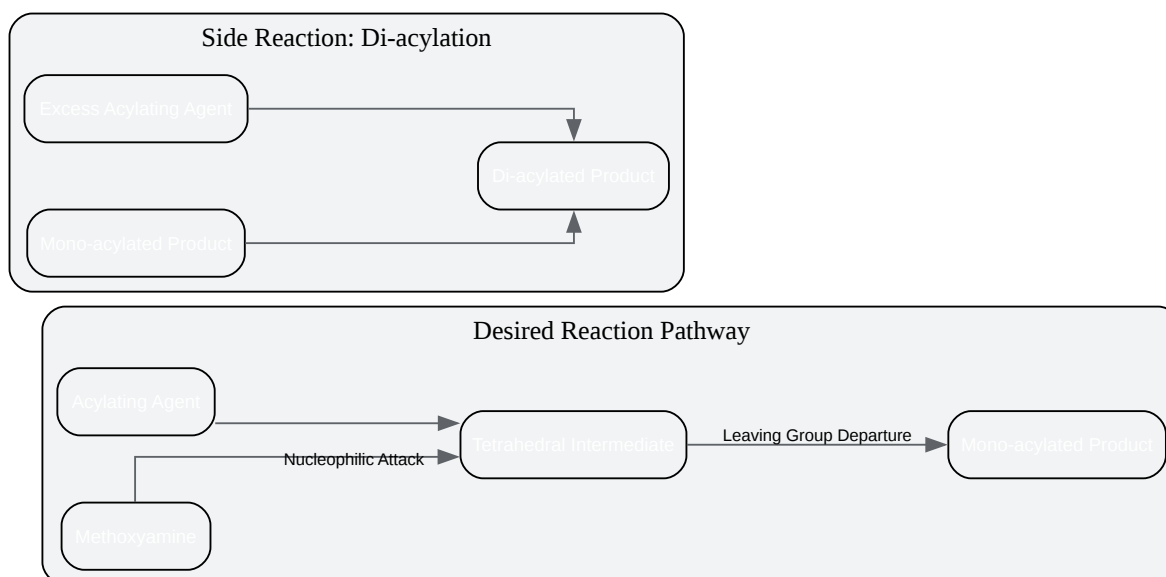 Side Reaction: Di-acylation
Excess Acylating Agent
Di-acylated Product
Mono-acylated Product
Desired Reaction Pathway
Acylating Agent
Nucleophilic Attack
Methoxyamine
Tetrahedral Intermediate
Leaving Group Departure
Mono-acylated Product